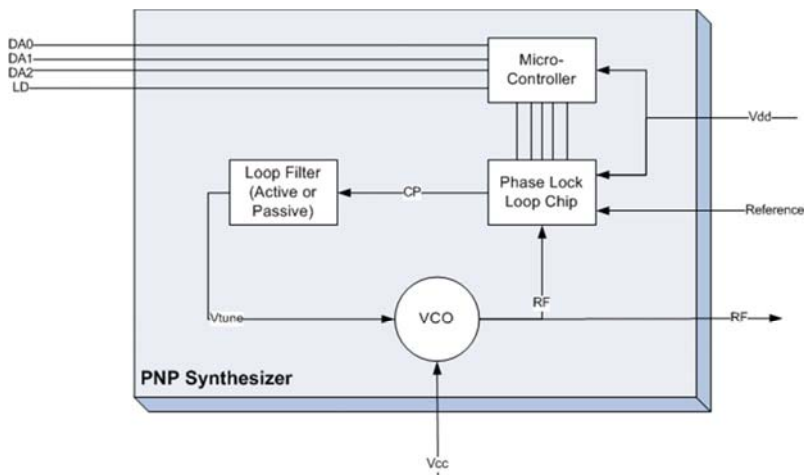 DA0
DA1
DA2
LD
Micro-
Controller
Vdd
Loop Filter
(Active or
Passive)
CP
Phase Lock
Loop Chip
Reference
RF
Vtune
VCO
RF
PNP Synthesizer
Vcc